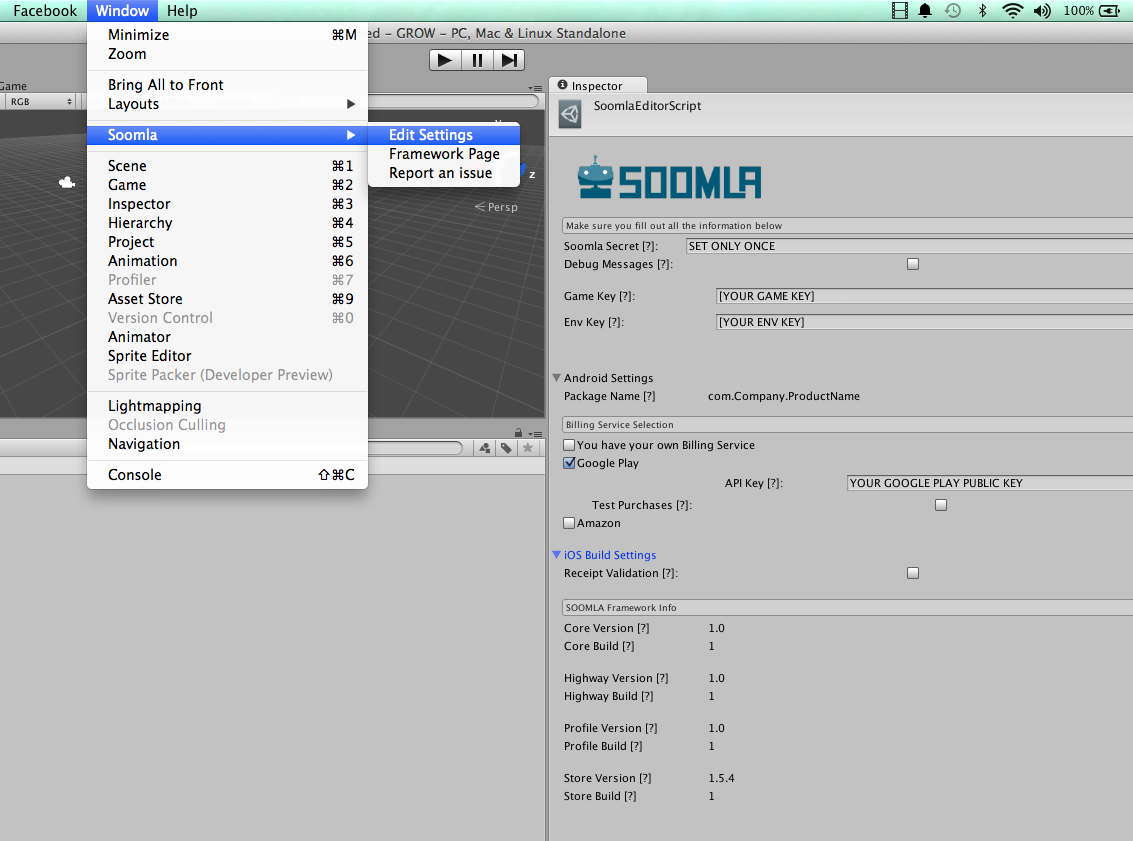 Facebook Window Help 100%
ed - GROW - PC, Mac & Linux Standalone
Minimize ⌘M
Zoom
Bring All to Front
Layouts
Soomla
Scene ⌘1
Game ⌘2
Inspector ⌘3
Hierarchy ⌘4
Project ⌘5
Animation ⌘6
Profiler ⌘7
Asset Store ⌘9
Version Control ⌘0
Animator
Sprite Editor
Sprite Packer (Developer Preview)
Lightmapping
Occlusion Culling
Navigation
Console ⇧⌘C
Edit Settings
Framework Page
Report an issue
Game
RGB
z
Persp
Inspector
SoomlaEditorScript
SOOMLA
Make sure you fill out all the information below
Soomla Secret [?]: SET ONLY ONCE
Debug Messages [?]:
Game Key [?]: [YOUR GAME KEY]
Env Key [?]: [YOUR ENV KEY]
Android Settings
Package Name [?] com.Company.ProductName
Billing Service Selection
You have your own Billing Service
Google Play
API Key [?]: YOUR GOOGLE PLAY PUBLIC KEY
Test Purchases [?]:
Amazon
iOS Build Settings
Receipt Validation [?]:
SOOMLA Framework Info
Core Version [?] 1.0
Core Build [?] 1
Highway Version [?] 1.0
Highway Build [?] 1
Profile Version [?] 1.0
Profile Build [?] 1
Store Version [?] 1.5.4
Store Build [?] 1